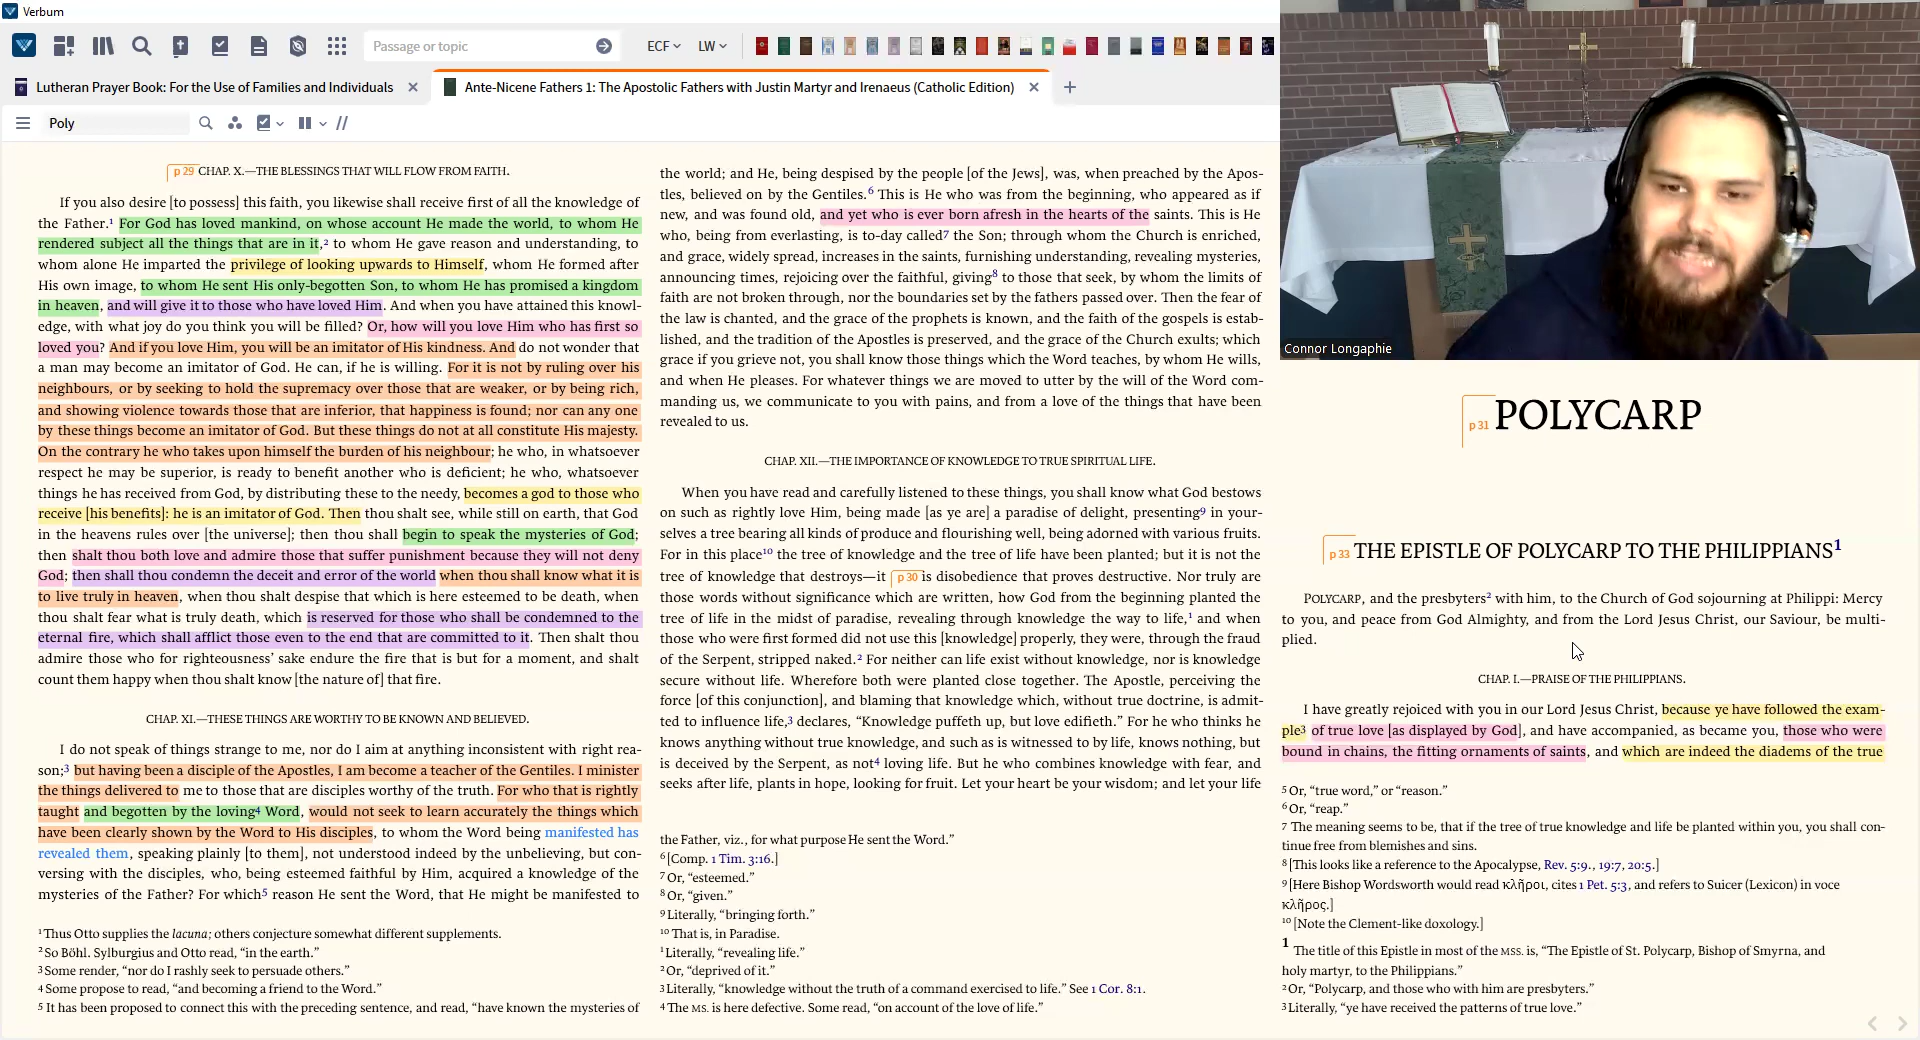 Verbum
Passage or topic
ECF
LW
Lutheran Prayer Book: For the Use of Families and Individuals
Ante-Nicene Fathers 1: The Apostolic Fathers with Justin Martyr and Irenaeus (Catholic Edition)
Poly
p 29 CHAP. X.—THE BLESSINGS THAT WILL FLOW FROM FAITH.
If you also desire [to possess] this faith, you likewise shall receive first of all the knowledge of
the Father.¹ For God has loved mankind, on whose account He made the world, to whom He
rendered subject all the things that are in it,² to whom He gave reason and understanding, to
whom alone He imparted the privilege of looking upwards to Himself, whom He formed after
His own image, to whom He sent His only-begotten Son, to whom He has promised a kingdom
in heaven, and will give it to those who have loved Him. And when you have attained this knowl-
edge, with what joy do you think you will be filled? Or, how will you love Him who has first so
loved you? And if you love Him, you will be an imitator of His kindness. And do not wonder that
a man may become an imitator of God. He can, if he is willing. For it is not by ruling over his
neighbours, or by seeking to hold the supremacy over those that are weaker, or by being rich,
and showing violence towards those that are inferior, that happiness is found; nor can any one
by these things become an imitator of God. But these things do not at all constitute His majesty.
On the contrary he who takes upon himself the burden of his neighbour; he who, in whatsoever
respect he may be superior, is ready to benefit another who is deficient; he who, whatsoever
things he has received from God, by distributing these to the needy, becomes a god to those who
receive [his benefits]: he is an imitator of God. Then thou shalt see, while still on earth, that God
in the heavens rules over [the universe]; then thou shall begin to speak the mysteries of God;
then shalt thou both love and admire those that suffer punishment because they will not deny
God; then shall thou condemn the deceit and error of the world when thou shall know what it is
to live truly in heaven, when thou shalt despise that which is here esteemed to be death, when
thou shalt fear what is truly death, which is reserved for those who shall be condemned to the
eternal fire, which shall afflict those even to the end that are committed to it. Then shalt thou
admire those who for righteousness’ sake endure the fire that is but for a moment, and shalt
count them happy when thou shalt know [the nature of] that fire.
CHAP. XI.—THESE THINGS ARE WORTHY TO BE KNOWN AND BELIEVED.
I do not speak of things strange to me, nor do I aim at anything inconsistent with right rea-
son;³ but having been a disciple of the Apostles, I am become a teacher of the Gentiles. I minister
the things delivered to me to those that are disciples worthy of the truth. For who that is rightly
taught and begotten by the loving⁴ Word, would not seek to learn accurately the things which
have been clearly shown by the Word to His disciples, to whom the Word being manifested has
revealed them, speaking plainly [to them], not understood indeed by the unbelieving, but con-
versing with the disciples, who, being esteemed faithful by Him, acquired a knowledge of the
mysteries of the Father? For which⁵ reason He sent the Word, that He might be manifested to
¹ Thus Otto supplies the lacuna; others conjecture somewhat different supplements.
² So Böhl. Sylburgius and Otto read, “in the earth.”
³ Some render, “nor do I rashly seek to persuade others.”
⁴ Some propose to read, “and becoming a friend to the Word.”
⁵ It has been proposed to connect this with the preceding sentence, and read, “have known the mysteries of
the world; and He, being despised by the people [of the Jews], was, when preached by the Apos-
tles, believed on by the Gentiles.⁶ This is He who was from the beginning, who appeared as if
new, and was found old, and yet who is ever born afresh in the hearts of the saints. This is He
who, being from everlasting, is to-day called⁷ the Son; through whom the Church is enriched,
and grace, widely spread, increases in the saints, furnishing understanding, revealing mysteries,
announcing times, rejoicing over the faithful, giving⁸ to those that seek, by whom the limits of
faith are not broken through, nor the boundaries set by the fathers passed over. Then the fear of
the law is chanted, and the grace of the prophets is known, and the faith of the gospels is estab-
lished, and the tradition of the Apostles is preserved, and the grace of the Church exults; which
grace if you grieve not, you shall know those things which the Word teaches, by whom He wills,
and when He pleases. For whatever things we are moved to utter by the will of the Word com-
manding us, we communicate to you with pains, and from a love of the things that have been
revealed to us.
CHAP. XII.—THE IMPORTANCE OF KNOWLEDGE TO TRUE SPIRITUAL LIFE.
When you have read and carefully listened to these things, you shall know what God bestows
on such as rightly love Him, being made [as ye are] a paradise of delight, presenting⁹ in your-
selves a tree bearing all kinds of produce and flourishing well, being adorned with various fruits.
For in this place¹⁰ the tree of knowledge and the tree of life have been planted; but it is not the
tree of knowledge that destroys—it p 30 is disobedience that proves destructive. Nor truly are
those words without significance which are written, how God from the beginning planted the
tree of life in the midst of paradise, revealing through knowledge the way to life,¹ and when
those who were first formed did not use this [knowledge] properly, they were, through the fraud
of the Serpent, stripped naked.² For neither can life exist without knowledge, nor is knowledge
secure without life. Wherefore both were planted close together. The Apostle, perceiving the
force [of this conjunction], and blaming that knowledge which, without true doctrine, is admit-
ted to influence life,³ declares, “Knowledge puffeth up, but love edifieth.” For he who thinks he
knows anything without true knowledge, and such as is witnessed to by life, knows nothing, but
is deceived by the Serpent, as not⁴ loving life. But he who combines knowledge with fear, and
seeks after life, plants in hope, looking for fruit. Let your heart be your wisdom; and let your life
the Father, viz., for what purpose He sent the Word.”
⁶ [Comp. 1 Tim. 3:16.]
⁷ Or, “esteemed.”
⁸ Or, “given.”
⁹ Literally, “bringing forth.”
¹⁰ That is, in Paradise.
¹ Literally, “revealing life.”
² Or, “deprived of it.”
³ Literally, “knowledge without the truth of a command exercised to life.” See 1 Cor. 8:1.
⁴ The MS. is here defective. Some read, “on account of the love of life.”
Connor Longaphie
p 31 POLYCARP
p 33 THE EPISTLE OF POLYCARP TO THE PHILIPPIANS¹
POLYCARP, and the presbyters² with him, to the Church of God sojourning at Philippi: Mercy
to you, and peace from God Almighty, and from the Lord Jesus Christ, our Saviour, be multi-
plied.
CHAP. I.—PRAISE OF THE PHILIPPIANS.
I have greatly rejoiced with you in our Lord Jesus Christ, because ye have followed the exam-
ple³ of true love [as displayed by God], and have accompanied, as became you, those who were
bound in chains, the fitting ornaments of saints, and which are indeed the diadems of the true
⁵ Or, “true word,” or “reason.”
⁶ Or, “reap.”
⁷ The meaning seems to be, that if the tree of true knowledge and life be planted within you, you shall con-
tinue free from blemishes and sins.
⁸ [This looks like a reference to the Apocalypse, Rev. 5:9., 19:7, 20:5.]
⁹ [Here Bishop Wordsworth would read κλῆροι, cites 1 Pet. 5:3, and refers to Suicer (Lexicon) in voce
κλῆρος.]
¹⁰ [Note the Clement-like doxology.]
¹ The title of this Epistle in most of the MSS. is, “The Epistle of St. Polycarp, Bishop of Smyrna, and
holy martyr, to the Philippians.”
² Or, “Polycarp, and those who with him are presbyters.”
³ Literally, “ye have received the patterns of true love.”